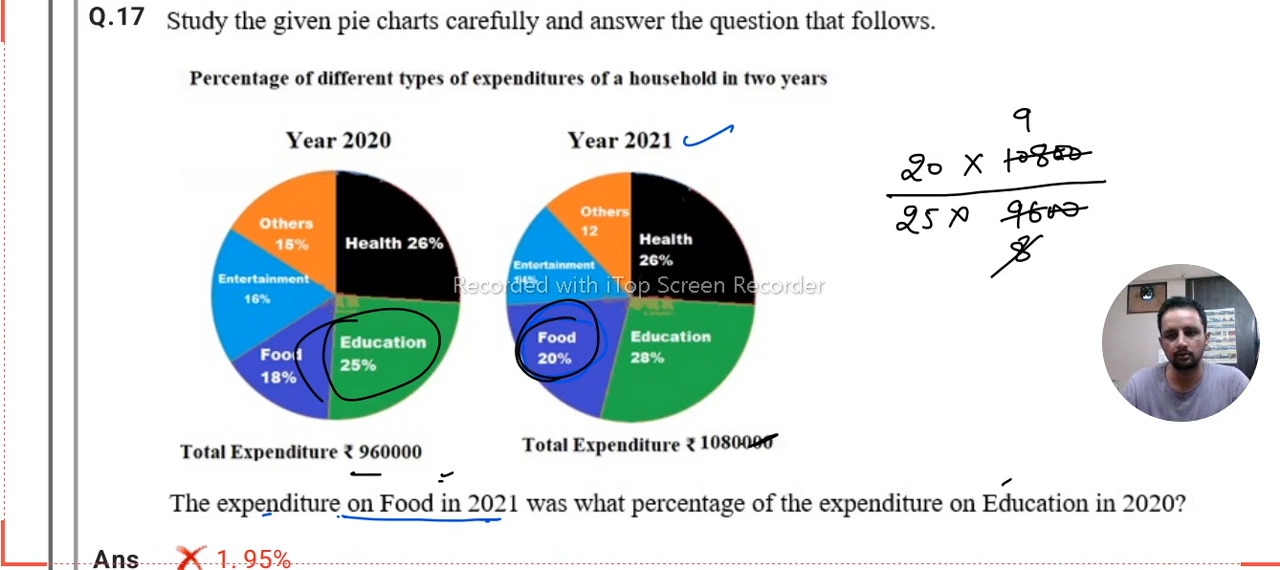 Q.17 Study the given pie charts carefully and answer the question that follows.
Percentage of different types of expenditures of a household in two years
Year 2020
Year 2021
Others
15%
Health 26%
Entertainment
16%
Food
18%
Education
25%
Others
12
Health
26%
Entertainment
14%
Food
20%
Education
28%
Recorded with iTop Screen Recorder
Total Expenditure ₹ 960000
Total Expenditure ₹ 1080000
9
20 × 10800
25 × 9600
8
The expenditure on Food in 2021 was what percentage of the expenditure on Education in 2020?
Ans 1. 95%